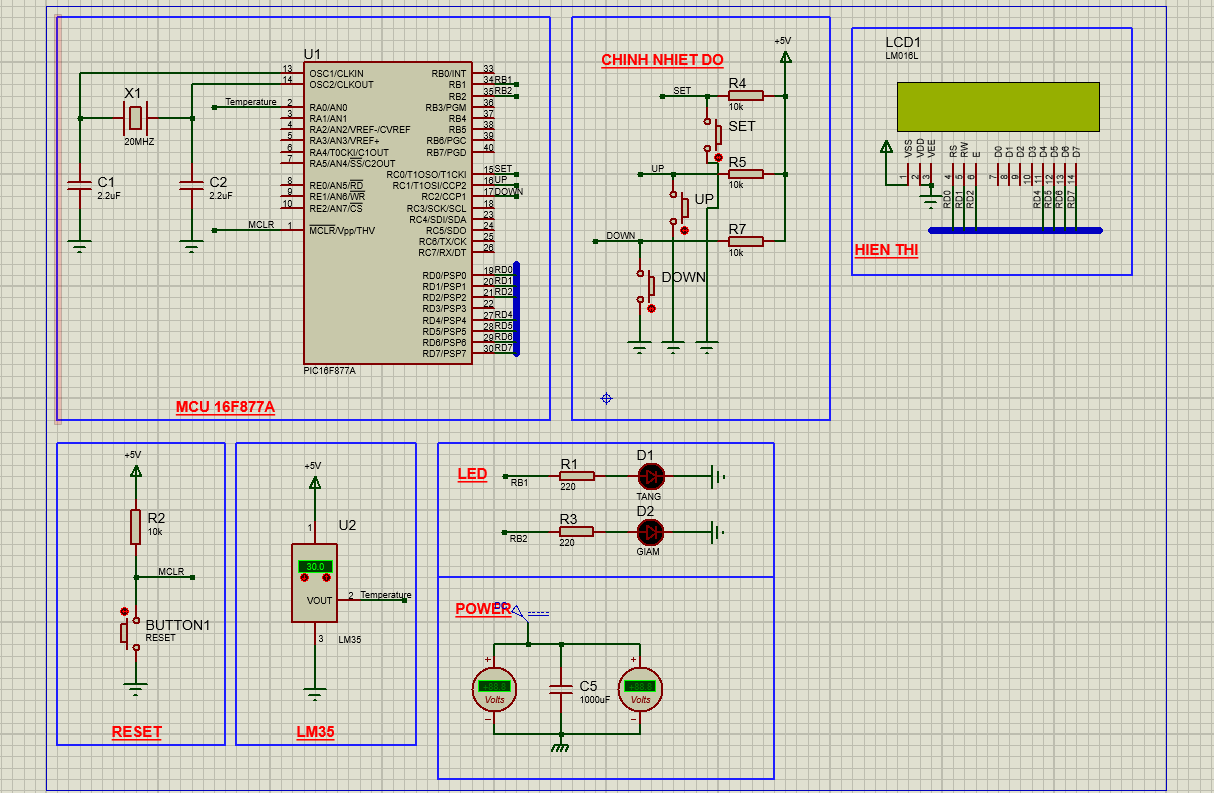 U1
13 OSC1/CLKIN
14 OSC2/CLKOUT
2 RA0/AN0
3 RA1/AN1
4 RA2/AN2/VREF-/CVREF
5 RA3/AN3/VREF+
6 RA4/T0CKI/C1OUT
7 RA5/AN4/SS/C2OUT
8 RE0/AN5/RD
9 RE1/AN6/WR
10 RE2/AN7/CS
1 MCLR/Vpp/THV
RB0/INT 33
RB1 34 RB1
RB2 35 RB2
RB3/PGM 36
RB4 37
RB5 38
RB6/PGC 39
RB7/PGD 40
RC0/T1OSO/T1CKI 15 SET
RC1/T1OSI/CCP2 16 UP
RC2/CCP1 17 DOWN
RC3/SCK/SCL 18
RC4/SDI/SDA 23
RC5/SDO 24
RC6/TX/CK 25
RC7/RX/DT 26
RD0/PSP0 19 RD0
RD1/PSP1 20 RD1
RD2/PSP2 21 RD2
RD3/PSP3 22
RD4/PSP4 27 RD4
RD5/PSP5 28 RD5
RD6/PSP6 29 RD6
RD7/PSP7 30 RD7
PIC16F877A
X1
20MHZ
Temperature
C1
2.2uF
C2
2.2uF
MCLR
MCU 16F877A
CHINH NHIET DO
+5V
SET
R4
10k
SET
UP
R5
10k
UP
DOWN
R7
10k
DOWN
LCD1
LM016L
VSS VDD VEE RS RW E D0 D1 D2 D3 D4 D5 D6 D7
1 2 3 4 5 6 7 8 9 10 11 12 13 14
RD0 RD1 RD2 RD4 RD5 RD6 RD7
HIEN THI
+5V
R2
10k
MCLR
BUTTON1
RESET
RESET
+5V
1
U2
30.0
VOUT
2 Temperature
3
LM35
LM35
LED
RB1
R1
220
D1
TANG
RB2
R3
220
D2
GIAM
POWER
+
Volts
−
C5
1000uF
+
Volts
−